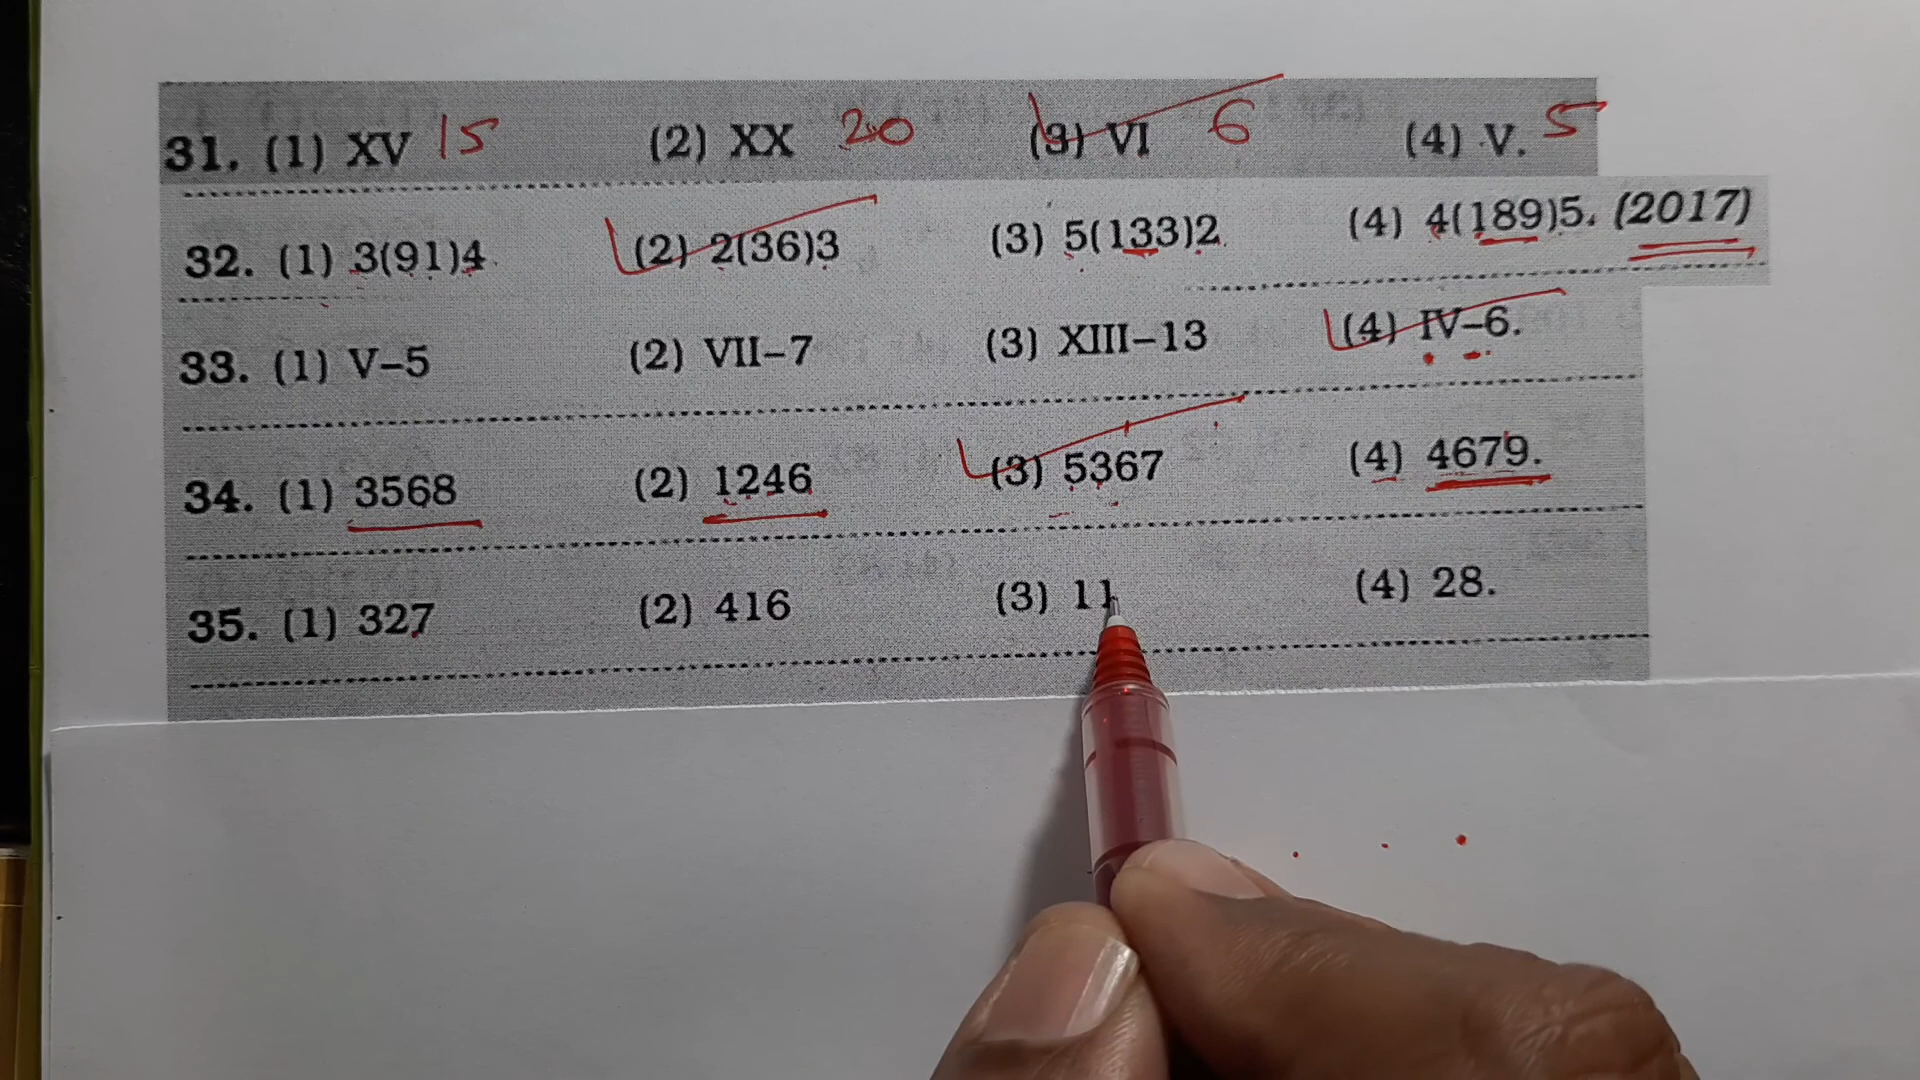 31. (1) XV 15 (2) XX 20 (3) VI 6 (4) V. 5
32. (1) 3(91)4 (2) 2(36)3 (3) 5(133)2 (4) 4(189)5. (2017)
33. (1) V–5 (2) VII–7 (3) XIII–13 (4) IV–6.
34. (1) 3568 (2) 1246 (3) 5367 (4) 4679.
35. (1) 327 (2) 416 (3) 11 (4) 28.